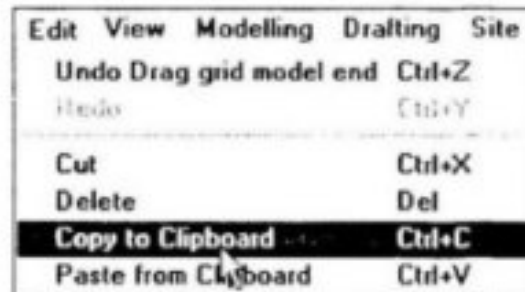 Edit View Modelling Drafting Site
Undo Drag grid model end Ctrl+Z
Redo Ctrl+Y
Cut Ctrl+X
Delete Del
Copy to Clipboard Ctrl+C
Paste from Clipboard Ctrl+V